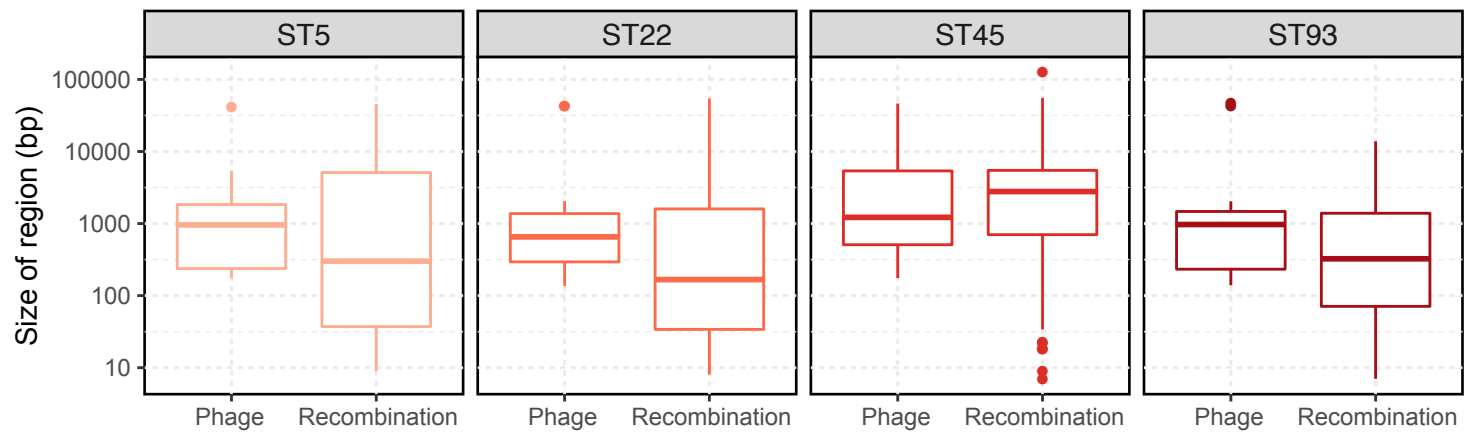 ST5 ST22 ST45 ST93
Size of region (bp)
100000
10000
1000
100
10
Phage Recombination Phage Recombination Phage Recombination Phage Recombination